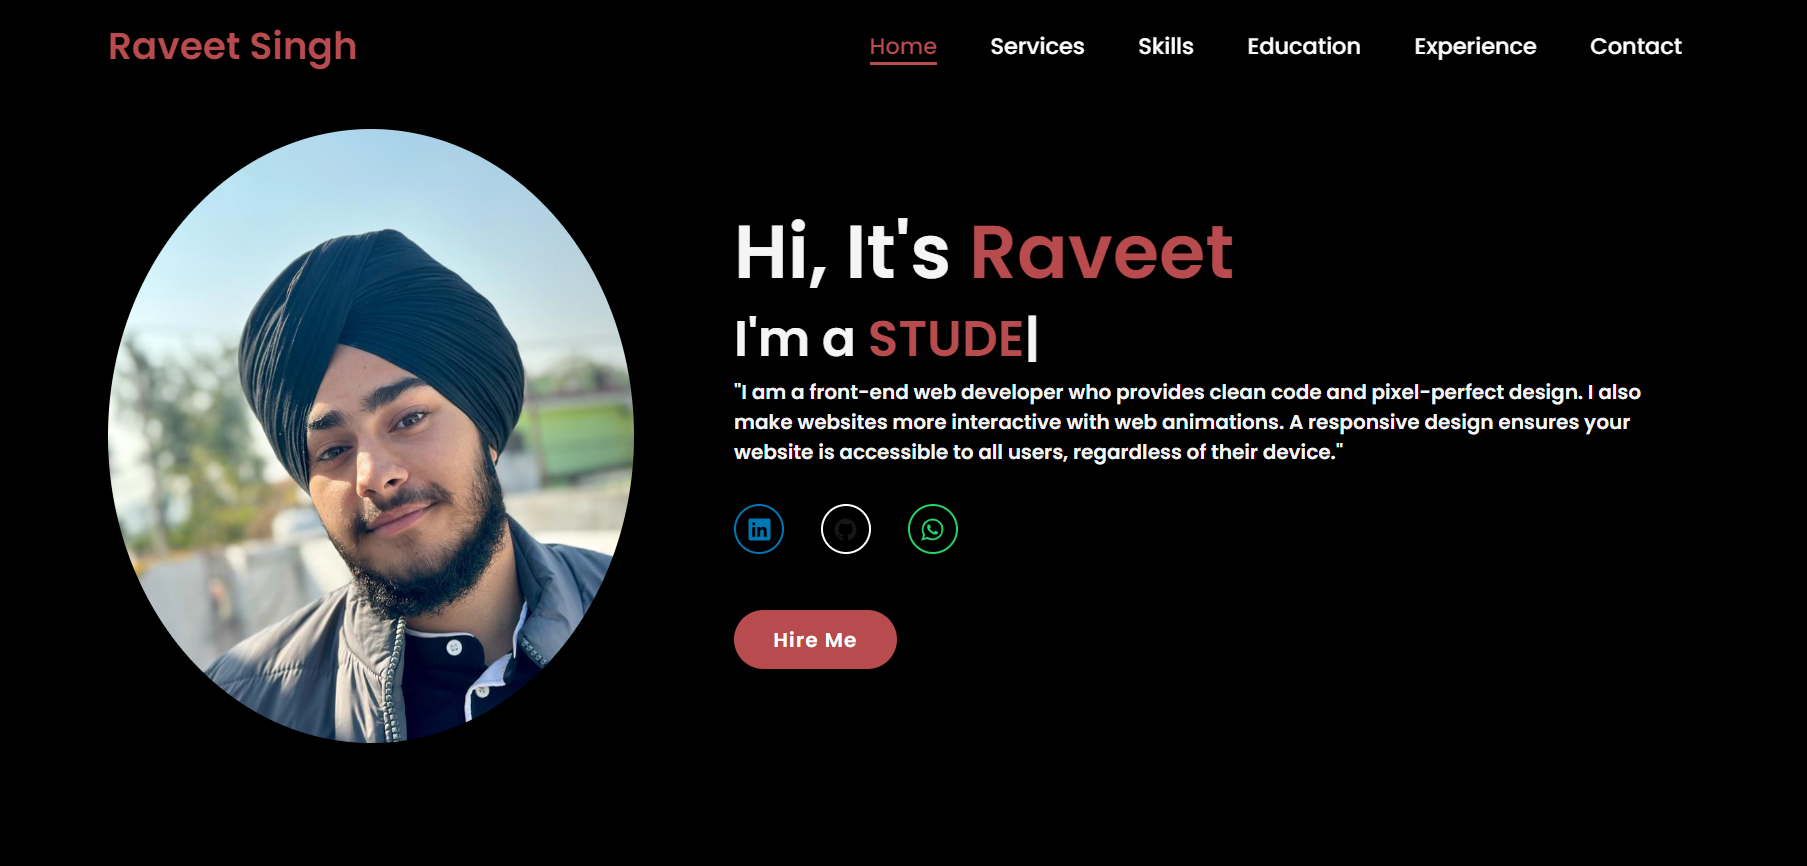 Raveet Singh
Home Services Skills Education Experience Contact
Hi, It's Raveet
I'm a STUDE|
"I am a front-end web developer who provides clean code and pixel-perfect design. I also
make websites more interactive with web animations. A responsive design ensures your
website is accessible to all users, regardless of their device."
in
Hire Me